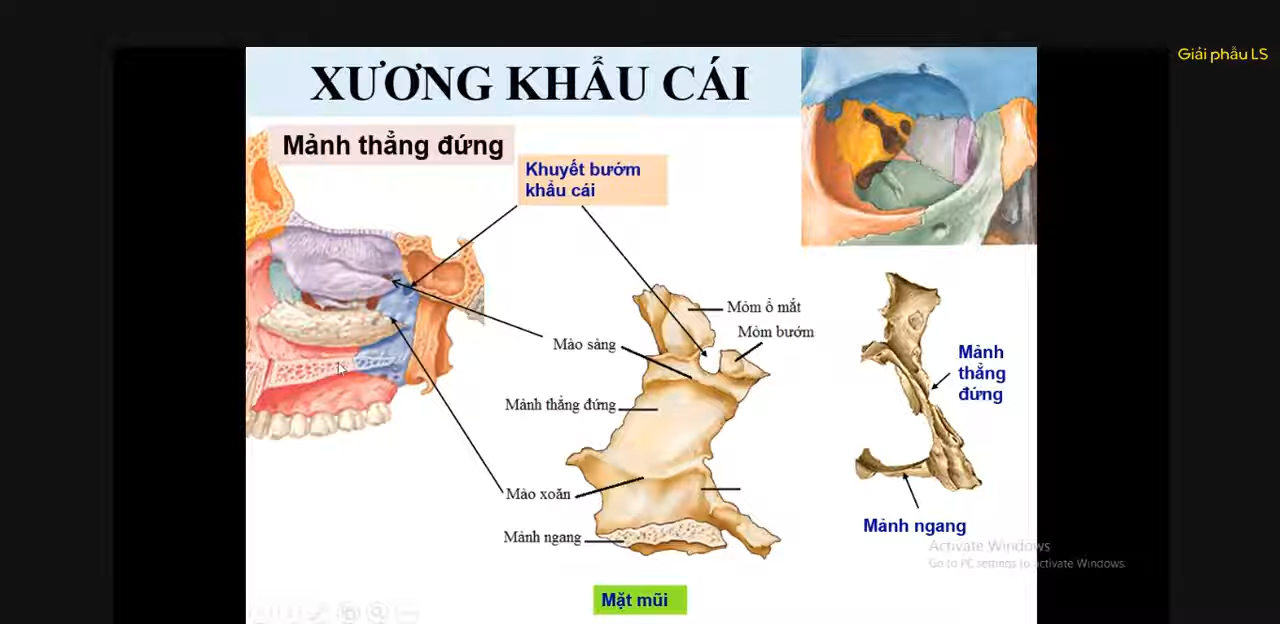 Giải phẫu LS
XƯƠNG KHẨU CÁI
Mảnh thẳng đứng
Khuyết bướm
khẩu cái
Mỏm ổ mắt
Mỏm bướm
Mào sàng
Mảnh thẳng đứng
Mào xoăn
Mảnh ngang
Mảnh
thẳng
đứng
Mảnh ngang
Mặt mũi
Activate Windows
Go to PC settings to activate Windows.